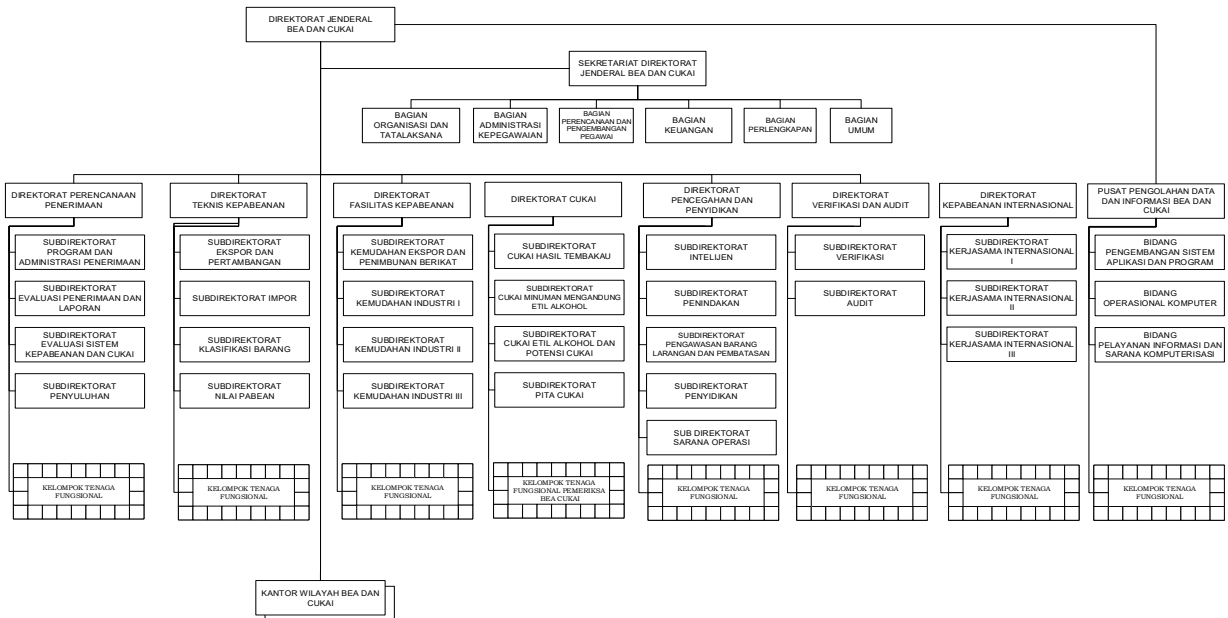 DIREKTORAT JENDERAL
BEA DAN CUKAI
SEKRETARIAT DIREKTORAT
JENDERAL BEA DAN CUKAI
BAGIAN
ORGANISASI DAN
TATALAKSANA
BAGIAN
ADMINISTRASI
KEPEGAWAIAN
BAGIAN
PERENCANAAN DAN
PENGEMBANGAN
PEGAWAI
BAGIAN
KEUANGAN
BAGIAN
PERLENGKAPAN
BAGIAN
UMUM
DIREKTORAT PERENCANAAN
PENERIMAAN
SUBDIREKTORAT
PROGRAM DAN
ADMINISTRASI PENERIMAAN
SUBDIREKTORAT
EVALUASI PENERIMAAN DAN
LAPORAN
SUBDIREKTORAT
EVALUASI SISTEM
KEPABEANAN DAN CUKAI
SUBDIREKTORAT
PENYULUHAN
KELOMPOK TENAGA
FUNGSIONAL
DIREKTORAT
TEKNIS KEPABEANAN
SUBDIREKTORAT
EKSPOR DAN
PERTAMBANGAN
SUBDIREKTORAT IMPOR
SUBDIREKTORAT
KLASIFIKASI BARANG
SUBDIREKTORAT
NILAI PABEAN
KELOMPOK TENAGA
FUNGSIONAL
DIREKTORAT
FASILITAS KEPABEANAN
SUBDIREKTORAT
KEMUDAHAN EKSPOR DAN
PENIMBUNAN BERIKAT
SUBDIREKTORAT
KEMUDAHAN INDUSTRI I
SUBDIREKTORAT
KEMUDAHAN INDUSTRI II
SUBDIREKTORAT
KEMUDAHAN INDUSTRI III
KELOMPOK TENAGA
FUNGSIONAL
DIREKTORAT CUKAI
SUBDIREKTORAT
CUKAI HASIL TEMBAKAU
SUBDIREKTORAT
CUKAI MINUMAN MENGANDUNG
ETIL ALKOHOL
SUBDIREKTORAT
CUKAI ETIL ALKOHOL DAN
POTENSI CUKAI
SUBDIREKTORAT
PITA CUKAI
KELOMPOK TENAGA
FUNGSIONAL PEMERIKSA
BEA CUKAI
DIREKTORAT
PENCEGAHAN DAN
PENYIDIKAN
SUBDIREKTORAT
INTELIJEN
SUBDIREKTORAT
PENINDAKAN
SUBDIREKTORAT
PENGAWASAN BARANG
LARANGAN DAN PEMBATASAN
SUBDIREKTORAT
PENYIDIKAN
SUB DIREKTORAT
SARANA OPERASI
KELOMPOK TENAGA
FUNGSIONAL
DIREKTORAT
VERIFIKASI DAN AUDIT
SUBDIREKTORAT
VERIFIKASI
SUBDIREKTORAT
AUDIT
KELOMPOK TENAGA
FUNGSIONAL
DIREKTORAT
KEPABEANAN INTERNASIONAL
SUBDIREKTORAT
KERJASAMA INTERNASIONAL
I
SUBDIREKTORAT
KERJASAMA INTERNASIONAL
II
SUBDIREKTORAT
KERJASAMA INTERNASIONAL
III
KELOMPOK TENAGA
FUNGSIONAL
PUSAT PENGOLAHAN DATA
DAN INFORMASI BEA DAN
CUKAI
BIDANG
PENGEMBANGAN SISTEM
APLIKASI DAN PROGRAM
BIDANG
OPERASIONAL KOMPUTER
BIDANG
PELAYANAN INFORMASI DAN
SARANA KOMPUTERISASI
KELOMPOK TENAGA
FUNGSIONAL
KANTOR WILAYAH BEA DAN
CUKAI